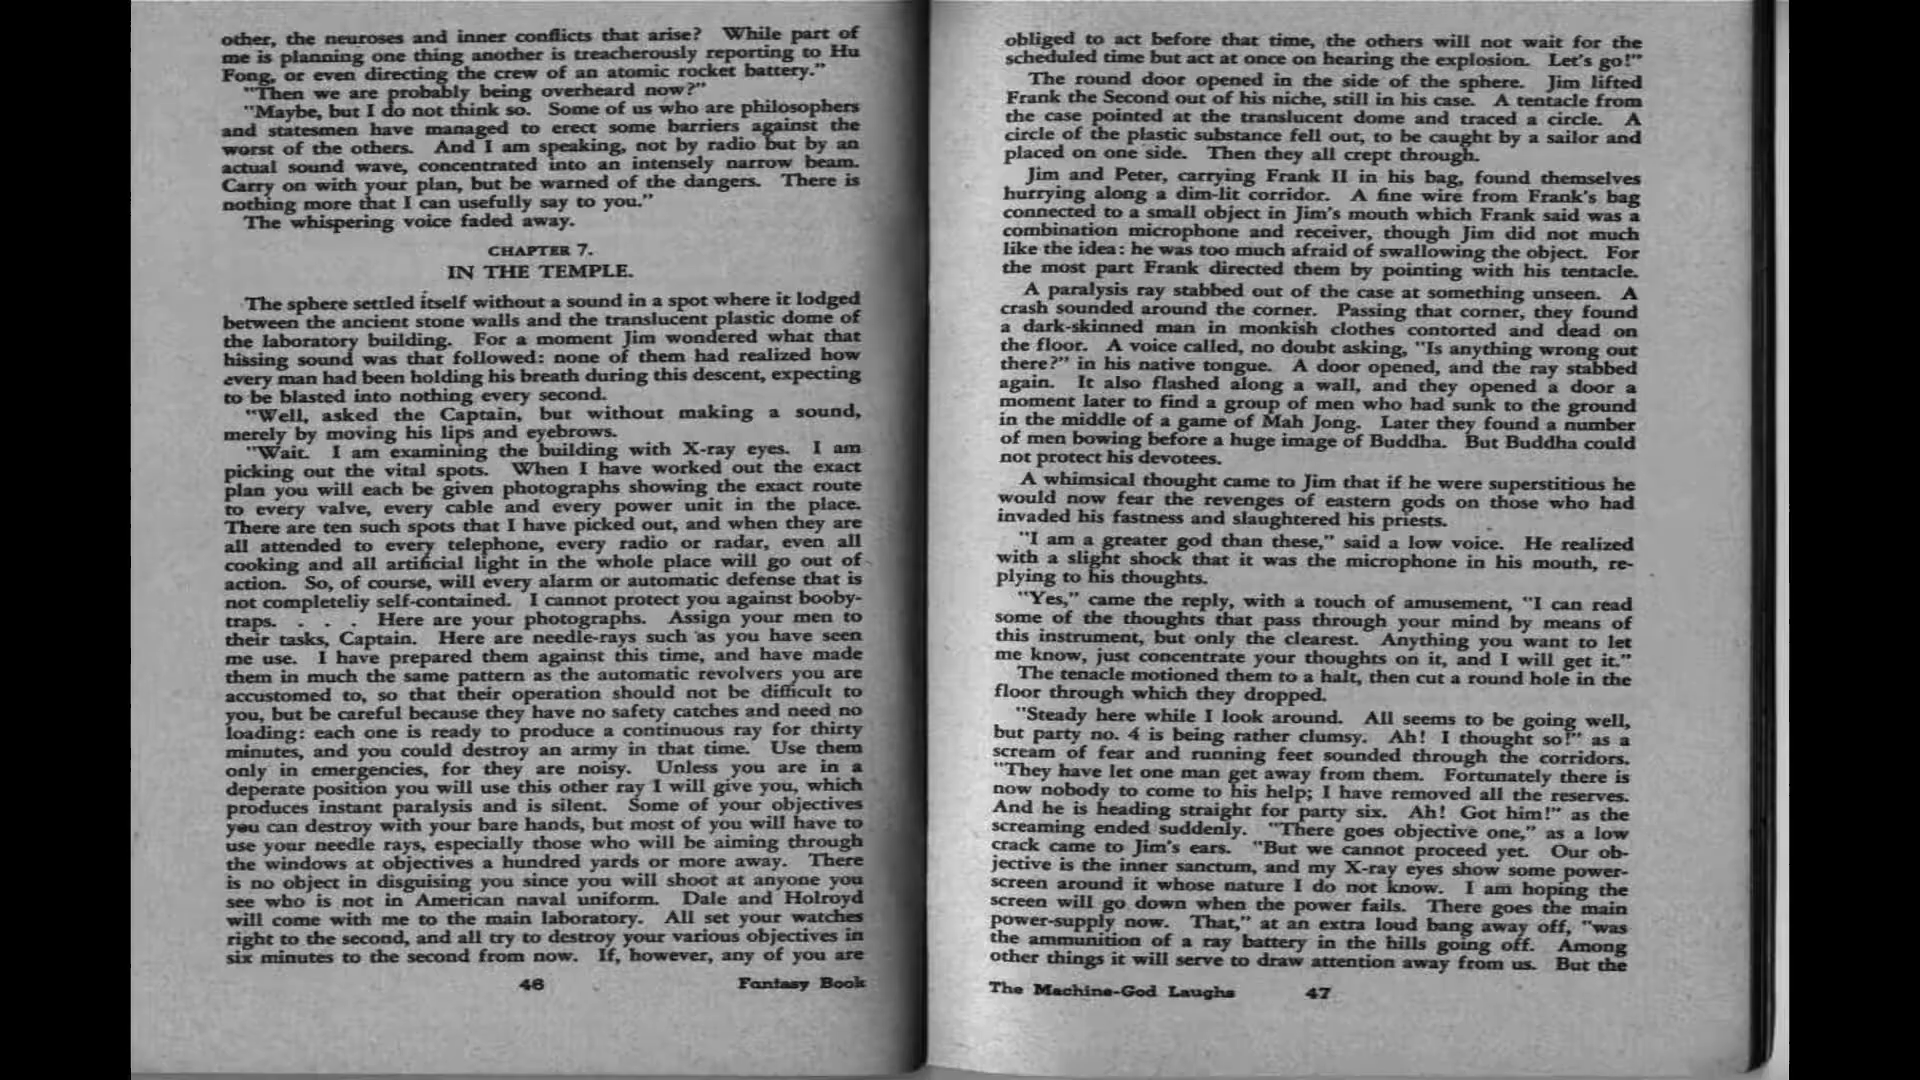 other, the neuroses and inner conflicts that arise? While part of
me is planning one thing another is treacherously reporting to Hu
Fong, or even directing the crew of an atomic rocket battery."
"Then we are probably being overheard now?"
"Maybe, but I do not think so. Some of us who are philosophers
and statesmen have managed to erect some barriers against the
worst of the others. And I am speaking, not by radio but by an
actual sound wave, concentrated into an intensely narrow beam.
Carry on with your plan, but be warned of the dangers. There is
nothing more that I can usefully say to you."
The whispering voice faded away.
CHAPTER 7.
IN THE TEMPLE.
The sphere settled itself without a sound in a spot where it lodged
between the ancient stone walls and the translucent plastic dome of
the laboratory building. For a moment Jim wondered what that
hissing sound was that followed: none of them had realized how
every man had been holding his breath during this descent, expecting
to be blasted into nothing every second.
"Well, asked the Captain, but without making a sound,
merely by moving his lips and eyebrows.
"Wait. I am examining the building with X-ray eyes. I am
picking out the vital spots. When I have worked out the exact
plan you will each be given photographs showing the exact route
to every valve, every cable and every power unit in the place.
There are ten such spots that I have picked out, and when they are
all attended to every telephone, every radio or radar, even all
cooking and all artificial light in the whole place will go out of
action. So, of course, will every alarm or automatic defense that is
not completeliy self-contained. I cannot protect you against booby-
traps. . . . Here are your photographs. Assign your men to
their tasks, Captain. Here are needle-rays such as you have seen
me use. I have prepared them against this time, and have made
them in much the same pattern as the automatic revolvers you are
accustomed to, so that their operation should not be difficult to
you, but be careful because they have no safety catches and need no
loading: each one is ready to produce a continuous ray for thirty
minutes, and you could destroy an army in that time. Use them
only in emergencies, for they are noisy. Unless you are in a
deperate position you will use this other ray I will give you, which
produces instant paralysis and is silent. Some of your objectives
you can destroy with your bare hands, but most of you will have to
use your needle rays, especially those who will be aiming through
the windows at objectives a hundred yards or more away. There
is no object in disguising you since you will shoot at anyone you
see who is not in American naval uniform. Dale and Holroyd
will come with me to the main laboratory. All set your watches
right to the second, and all try to destroy your various objectives in
six minutes to the second from now. If, however, any of you are
46 Fantasy Book
obliged to act before that time, the others will not wait for the
scheduled time but act at once on hearing the explosion. Let's go!"
The round door opened in the side of the sphere. Jim lifted
Frank the Second out of his niche, still in his case. A tentacle from
the case pointed at the translucent dome and traced a circle. A
circle of the plastic substance fell out, to be caught by a sailor and
placed on one side. Then they all crept through.
Jim and Peter, carrying Frank II in his bag, found themselves
hurrying along a dim-lit corridor. A fine wire from Frank's bag
connected to a small object in Jim's mouth which Frank said was a
combination microphone and receiver, though Jim did not much
like the idea: he was too much afraid of swallowing the object. For
the most part Frank directed them by pointing with his tentacle.
A paralysis ray stabbed out of the case at something unseen. A
crash sounded around the corner. Passing that corner, they found
a dark-skinned man in monkish clothes contorted and dead on
the floor. A voice called, no doubt asking, "Is anything wrong out
there?" in his native tongue. A door opened, and the ray stabbed
again. It also flashed along a wall, and they opened a door a
moment later to find a group of men who had sunk to the ground
in the middle of a game of Mah Jong. Later they found a number
of men bowing before a huge image of Buddha. But Buddha could
not protect his devotees.
A whimsical thought came to Jim that if he were superstitious he
would now fear the revenges of eastern gods on those who had
invaded his fastness and slaughtered his priests.
"I am a greater god than these," said a low voice. He realized
with a slight shock that it was the microphone in his mouth, re-
plying to his thoughts.
"Yes," came the reply, with a touch of amusement, "I can read
some of the thoughts that pass through your mind by means of
this instrument, but only the clearest. Anything you want to let
me know, just concentrate your thoughts on it, and I will get it."
The tenacle motioned them to a halt, then cut a round hole in the
floor through which they dropped.
"Steady here while I look around. All seems to be going well,
but party no. 4 is being rather clumsy. Ah! I thought so!" as a
scream of fear and running feet sounded through the corridors.
"They have let one man get away from them. Fortunately there is
now nobody to come to his help; I have removed all the reserves.
And he is heading straight for party six. Ah! Got him!" as the
screaming ended suddenly. "There goes objective one," as a low
crack came to Jim's ears. "But we cannot proceed yet. Our ob-
jective is the inner sanctum, and my X-ray eyes show some power-
screen around it whose nature I do not know. I am hoping the
screen will go down when the power fails. There goes the main
power-supply now. That," at an extra loud bang away off, "was
the ammunition of a ray battery in the hills going off. Among
other things it will serve to draw attention away from us. But the
The Machine-God Laughs 47